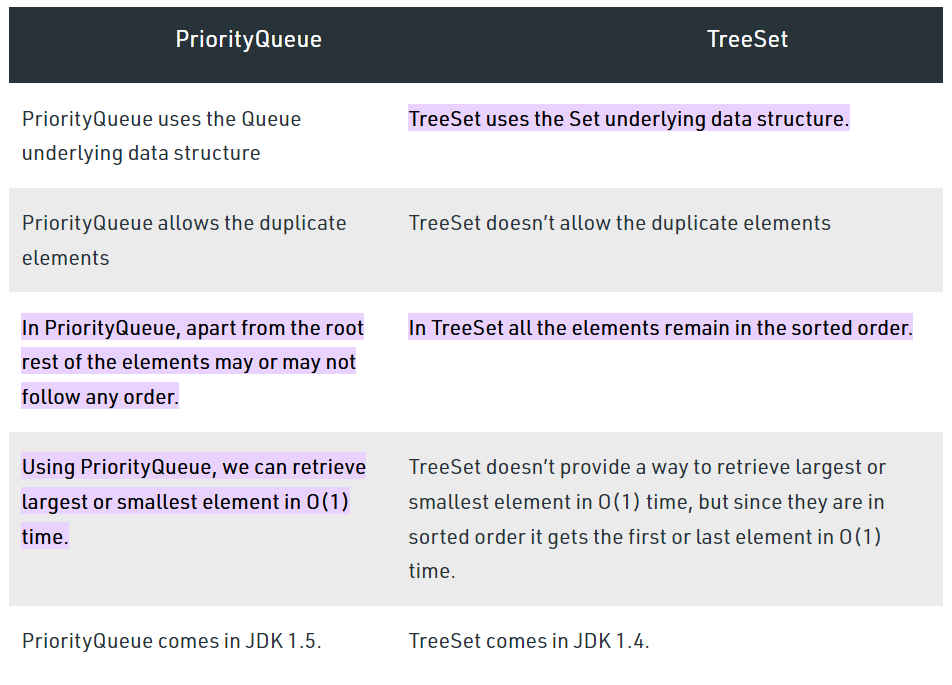 PriorityQueue
TreeSet
PriorityQueue uses the Queue
underlying data structure
TreeSet uses the Set underlying data structure.
PriorityQueue allows the duplicate
elements
TreeSet doesn’t allow the duplicate elements
In PriorityQueue, apart from the root
rest of the elements may or may not
follow any order.
In TreeSet all the elements remain in the sorted order.
Using PriorityQueue, we can retrieve
largest or smallest element in O(1)
time.
TreeSet doesn’t provide a way to retrieve largest or
smallest element in O(1) time, but since they are in
sorted order it gets the first or last element in O(1)
time.
PriorityQueue comes in JDK 1.5.
TreeSet comes in JDK 1.4.